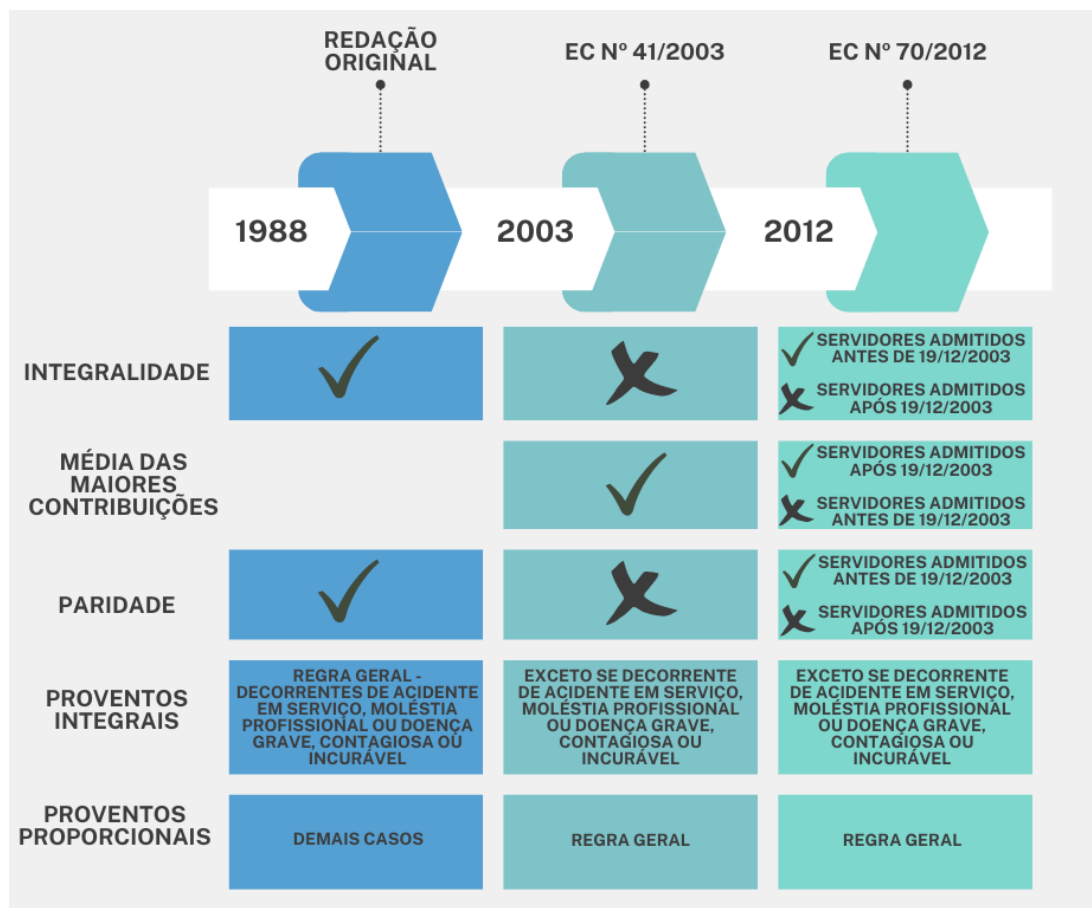 REDAÇÃO
ORIGINAL
EC Nº 41/2003
EC Nº 70/2012
1988
2003
2012
INTEGRALIDADE
SERVIDORES ADMITIDOS
ANTES DE 19/12/2003
SERVIDORES ADMITIDOS
APÓS 19/12/2003
MÉDIA DAS
MAIORES
CONTRIBUIÇÕES
SERVIDORES ADMITIDOS
APÓS 19/12/2003
SERVIDORES ADMITIDOS
ANTES DE 19/12/2003
PARIDADE
SERVIDORES ADMITIDOS
ANTES DE 19/12/2003
SERVIDORES ADMITIDOS
APÓS 19/12/2003
PROVENTOS
INTEGRAIS
REGRA GERAL -
DECORRENTES DE ACIDENTE
EM SERVIÇO, MOLÉSTIA
PROFISSIONAL OU DOENÇA
GRAVE, CONTAGIOSA OU
INCURÁVEL
EXCETO SE DECORRENTE
DE ACIDENTE EM SERVIÇO,
MOLÉSTIA PROFISSIONAL
OU DOENÇA GRAVE,
CONTAGIOSA OU
INCURÁVEL
EXCETO SE DECORRENTE
DE ACIDENTE EM SERVIÇO,
MOLÉSTIA PROFISSIONAL
OU DOENÇA GRAVE,
CONTAGIOSA OU
INCURÁVEL
PROVENTOS
PROPORCIONAIS
DEMAIS CASOS
REGRA GERAL
REGRA GERAL